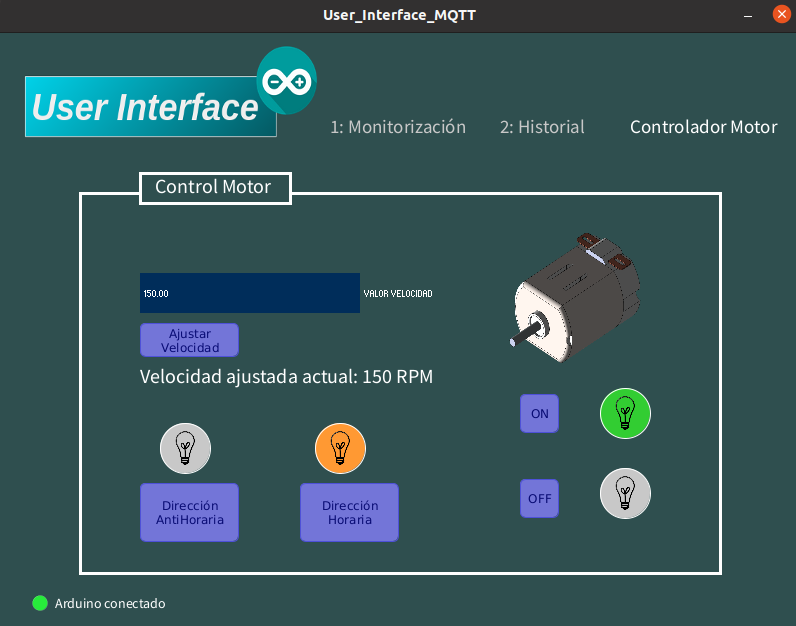 User_Interface_MQTT
User Interface
1: Monitorización
2: Historial
Controlador Motor
Control Motor
150.00
VALOR VELOCIDAD
Ajustar
Velocidad
Velocidad ajustada actual: 150 RPM
ON
OFF
Dirección
AntiHoraria
Dirección
Horaria
Arduino conectado